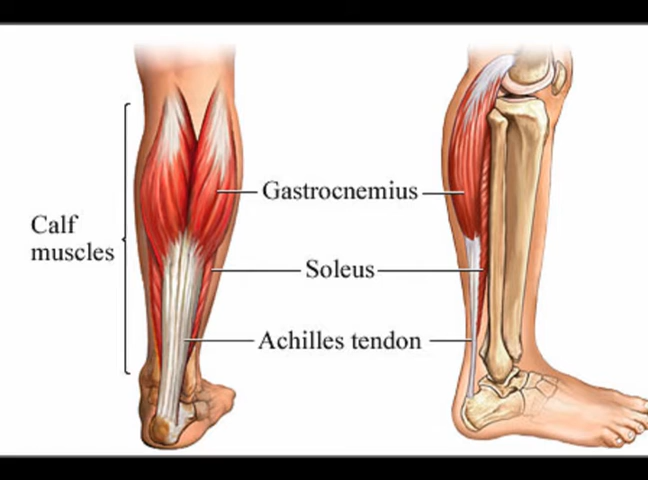 Calf
muscles
Gastrocnemius
Soleus
Achilles tendon